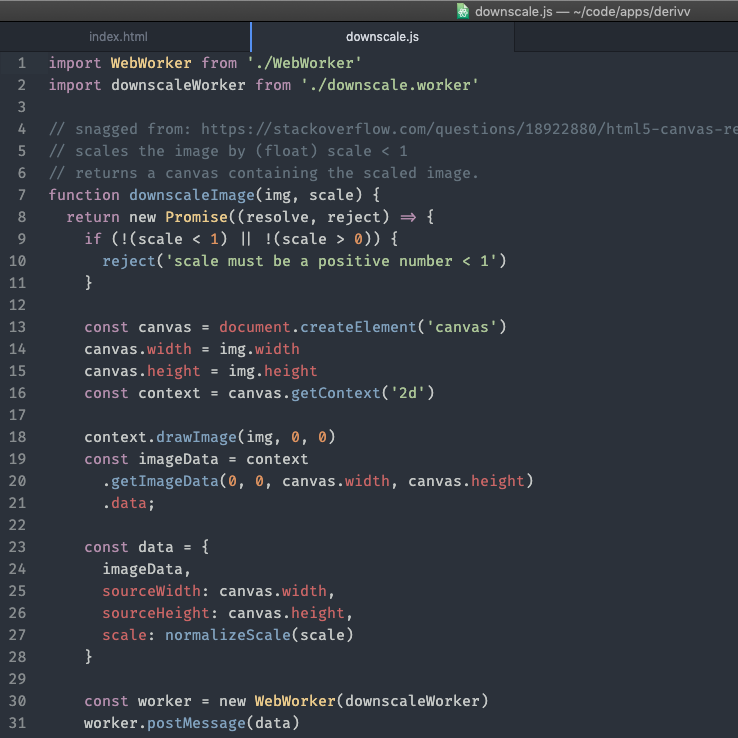 downscale.js — ~/code/apps/derivv
index.html
downscale.js
1 import WebWorker from './WebWorker'
2 import downscaleWorker from './downscale.worker'
3
4 // snagged from: https://stackoverflow.com/questions/18922880/html5-canvas-re
5 // scales the image by (float) scale < 1
6 // returns a canvas containing the scaled image.
7 function downscaleImage(img, scale) {
8   return new Promise((resolve, reject) => {
9     if (!(scale < 1) || !(scale > 0)) {
10       reject('scale must be a positive number < 1')
11     }
12
13     const canvas = document.createElement('canvas')
14     canvas.width = img.width
15     canvas.height = img.height
16     const context = canvas.getContext('2d')
17
18     context.drawImage(img, 0, 0)
19     const imageData = context
20       .getImageData(0, 0, canvas.width, canvas.height)
21       .data;
22
23     const data = {
24       imageData,
25       sourceWidth: canvas.width,
26       sourceHeight: canvas.height,
27       scale: normalizeScale(scale)
28     }
29
30     const worker = new WebWorker(downscaleWorker)
31     worker.postMessage(data)